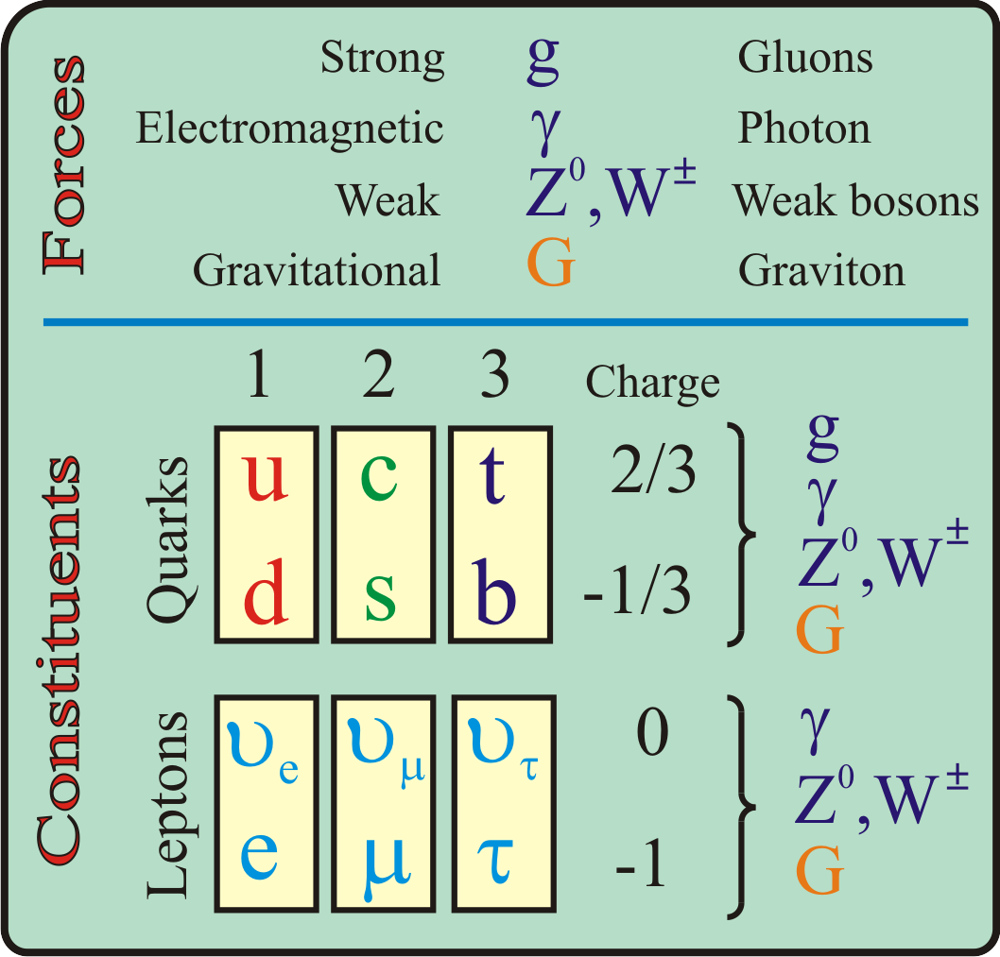 Forces
Strong g Gluons
Electromagnetic γ Photon
Weak Z⁰,W± Weak bosons
Gravitational G Graviton
Constituents
1 2 3 Charge
Quarks
u c t 2/3
d s b -1/3
g
γ
Z⁰,W±
G
Leptons
υe υμ υτ 0
e μ τ -1
γ
Z⁰,W±
G